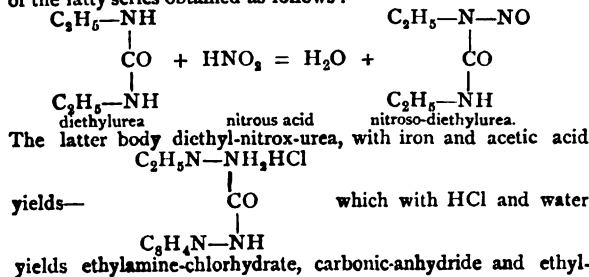 of the fatty series obtained as follows :
C₂H₅—NH C₂H₅—N—NO
CO + HNO₂ = H₂O + CO
C₂H₅—NH C₂H₅—NH
diethylurea nitrous acid nitroso-diethylurea.
The latter body diethyl-nitrox-urea, with iron and acetic acid
C₂H₅N—NH₂HCl
yields— CO which with HCl and water
C₈H₄N—NH
yields ethylamine-chlorhydrate, carbonic-anhydride and ethyl-